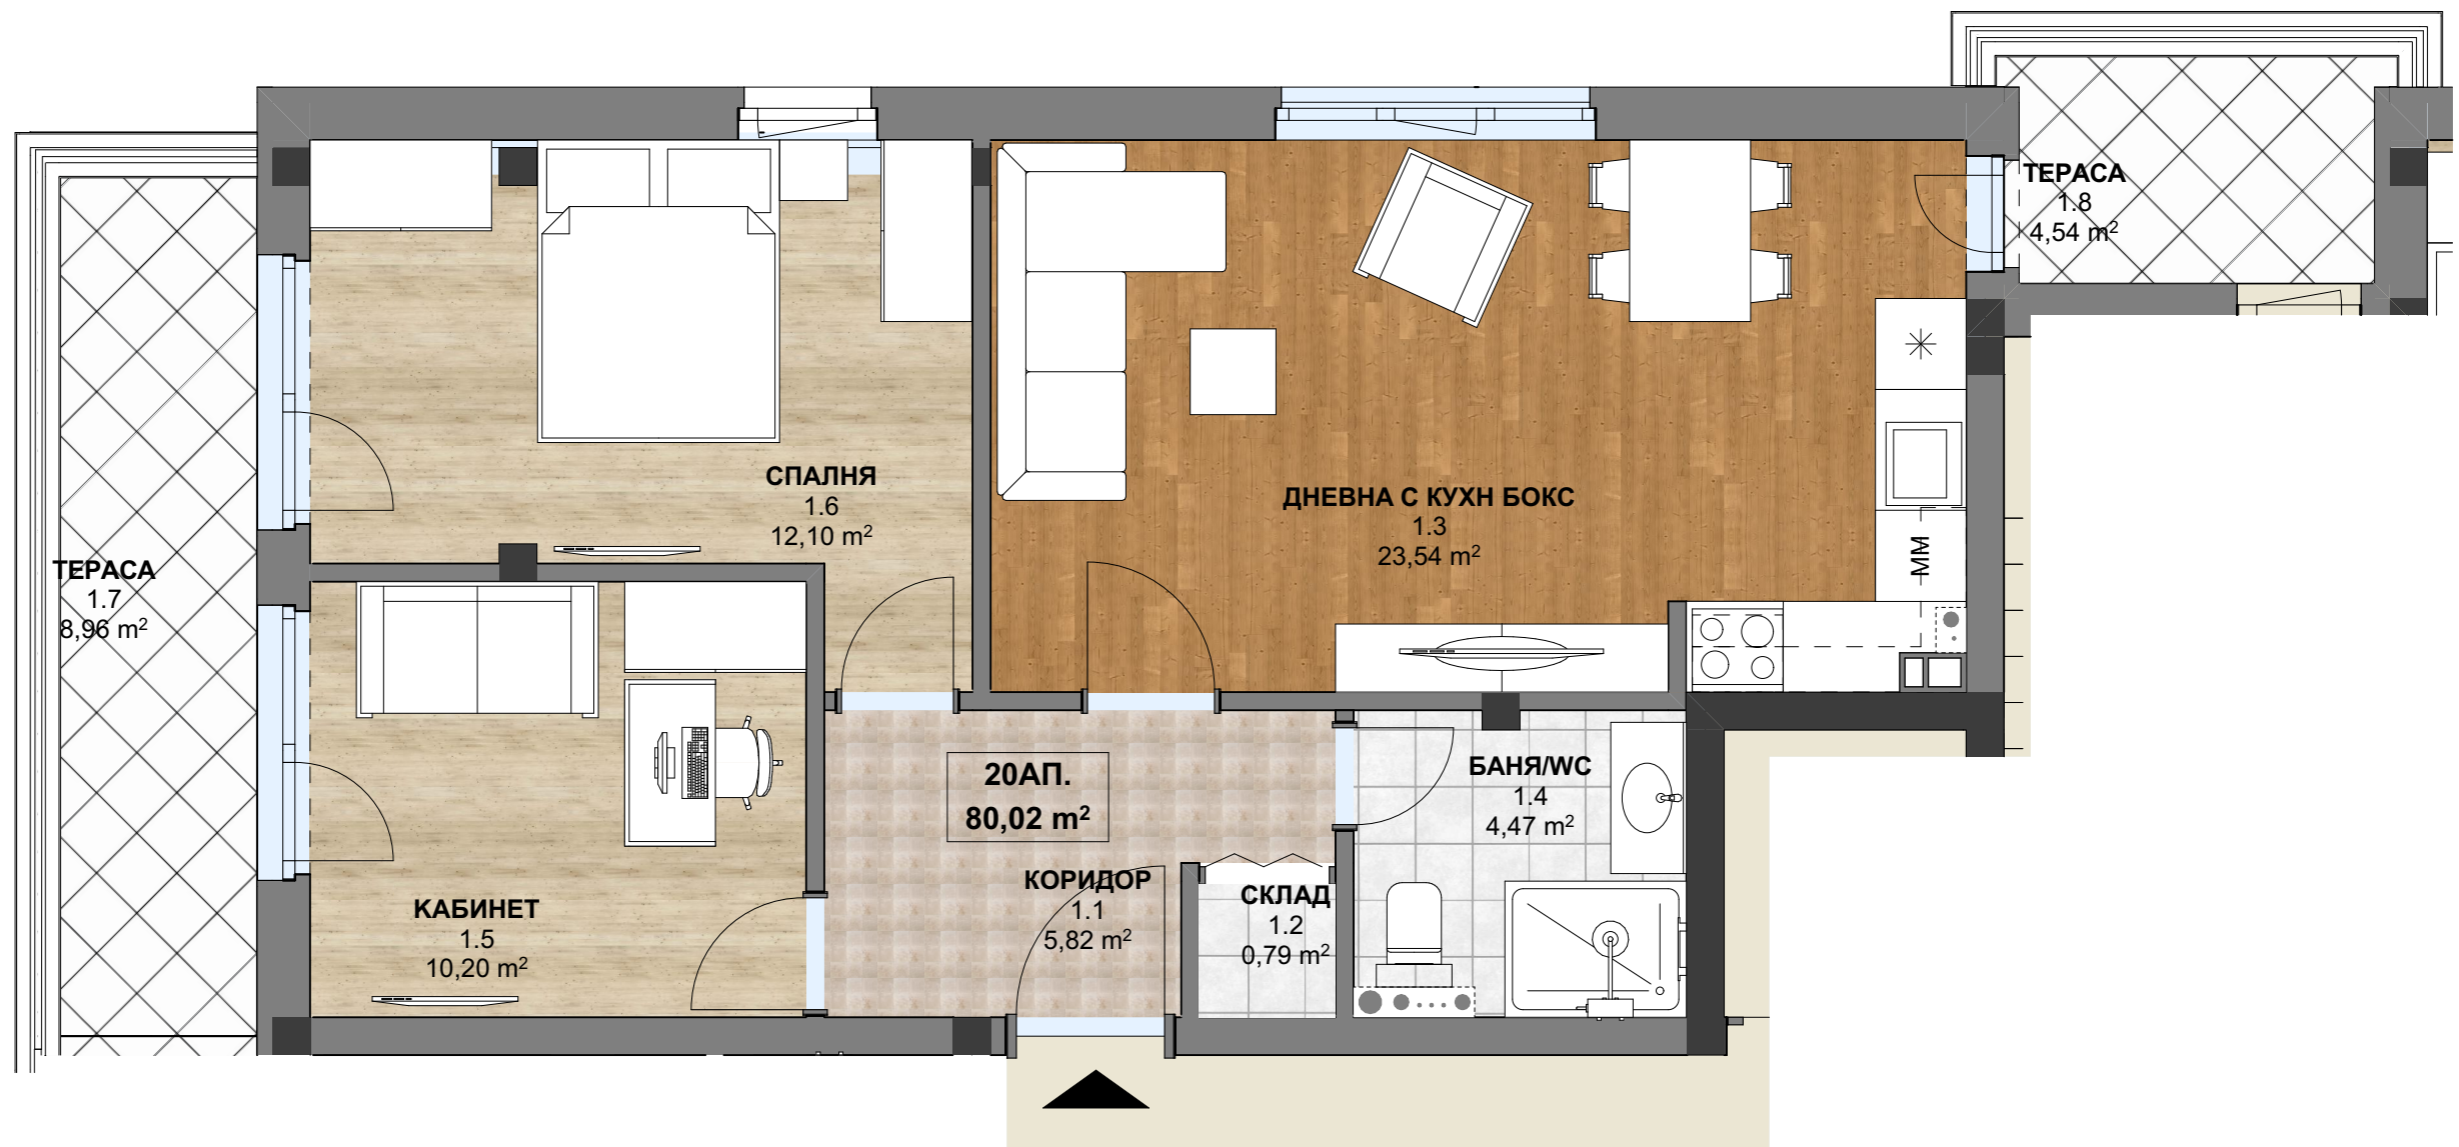 ТЕРАСА
1.8
4,54 m²
СПАЛНЯ
1.6
12,10 m²
ДНЕВНА С КУХН БОКС
1.3
23,54 m²
ММ
ТЕРАСА
1.7
8,96 m²
20АП.
80,02 m²
БАНЯ/WC
1.4
4,47 m²
КОРИДОР
1.1
5,82 m²
СКЛАД
1.2
0,79 m²
КАБИНЕТ
1.5
10,20 m²